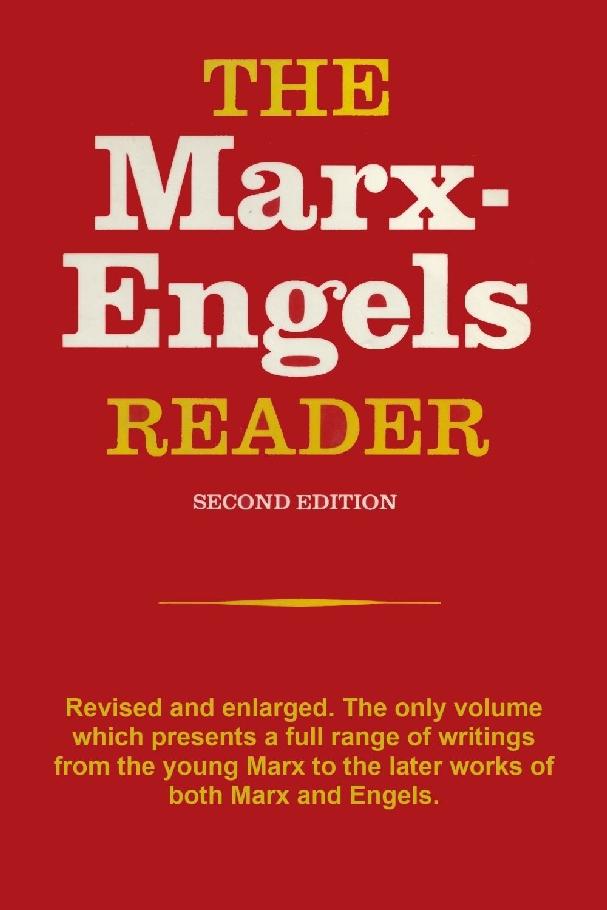 THE
Marx-
Engels
READER
SECOND EDITION
Revised and enlarged. The only volume
which presents a full range of writings
from the young Marx to the later works of
both Marx and Engels.